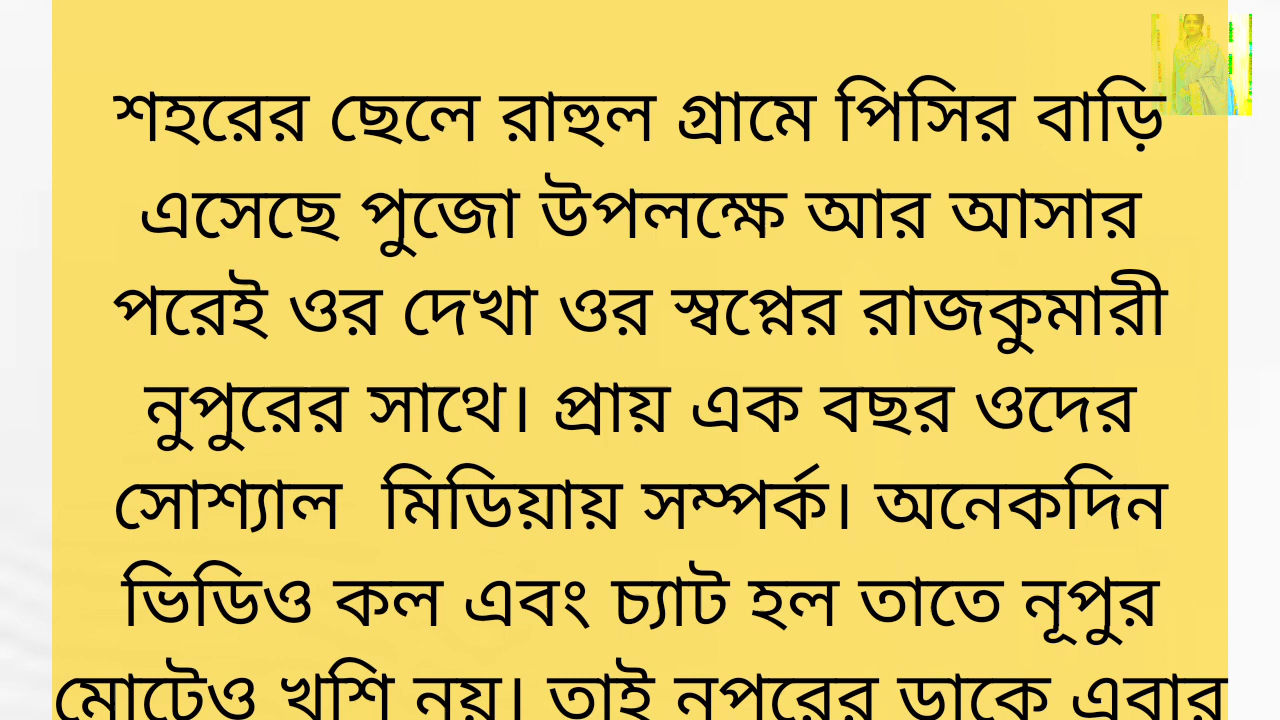 শহরের ছেলে রাহুল গ্রামে পিসির বাড়ি
এসেছে পুজো উপলক্ষে আর আসার
পরেই ওর দেখা ওর স্বপ্নের রাজকুমারী
নুপুরের সাথে। প্রায় এক বছর ওদের
সোশ্যাল মিডিয়ায় সম্পর্ক। অনেকদিন
ভিডিও কল এবং চ্যাট হল তাতে নূপুর
মোটেও খুশি নয়। তাই নূপুরের ডাকে এবার